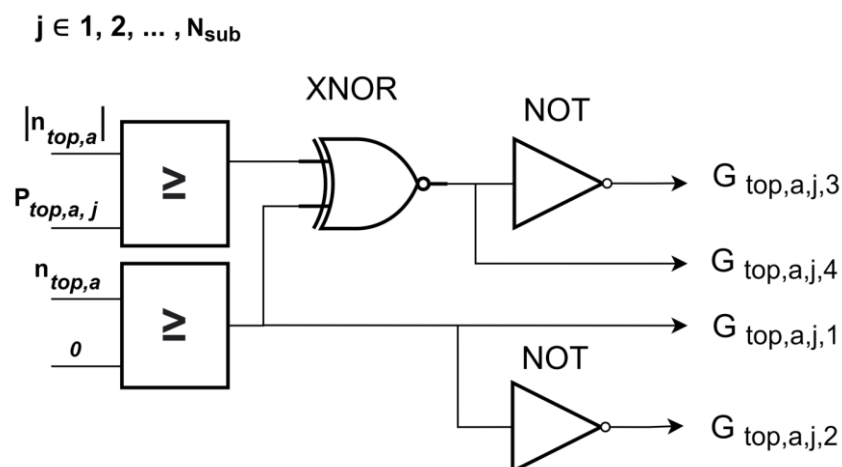 j ∈ 1, 2, ... , N_sub
XNOR
NOT
|n_top,a|
P_top,a, j
≥
G_top,a,j,3
G_top,a,j,4
n_top,a
0
≥
G_top,a,j,1
NOT
G_top,a,j,2